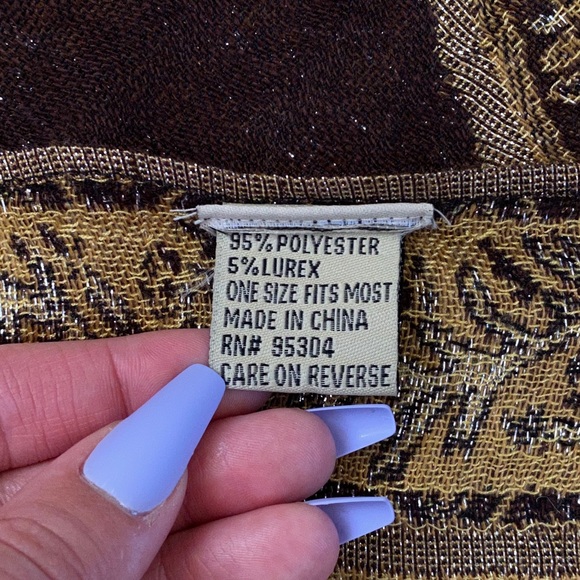 95% POLYESTER
5% LUREX
ONE SIZE FITS MOST
MADE IN CHINA
RN# 95304
CARE ON REVERSE